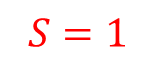 S = 1